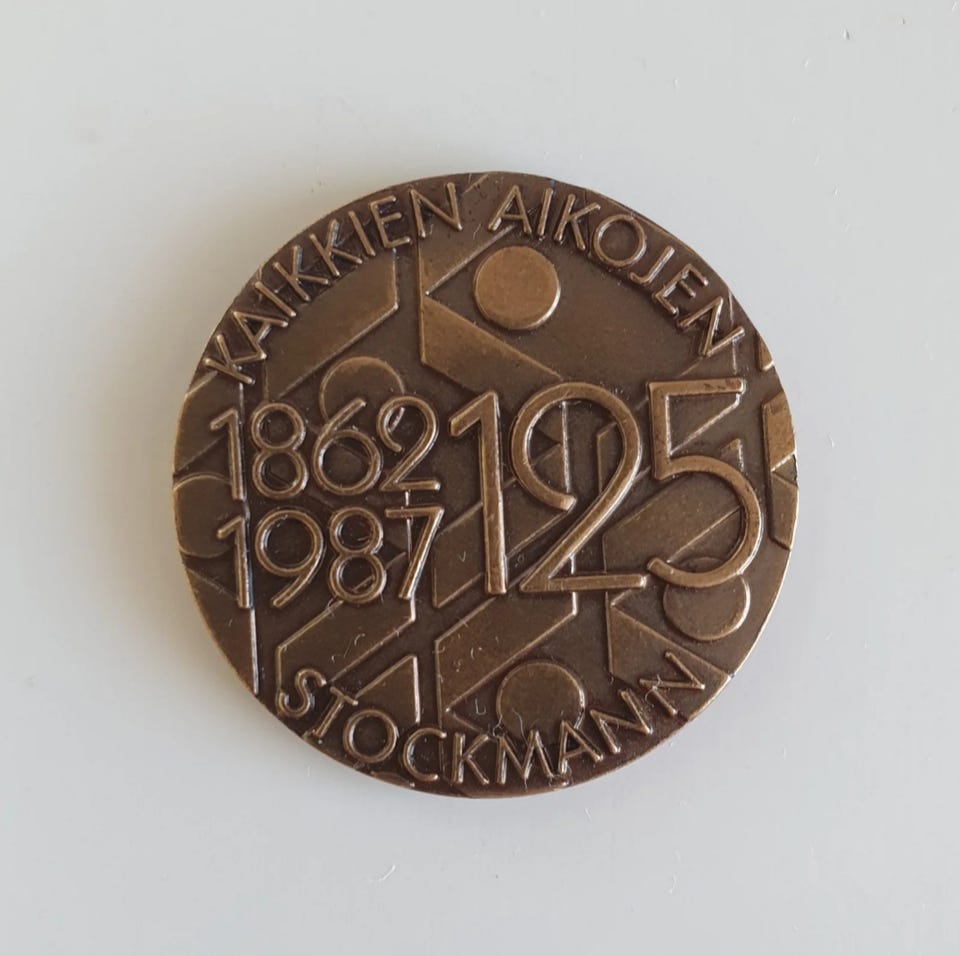 KAIKKIEN AIKOJEN
1862
1987
125
STOCKMANN